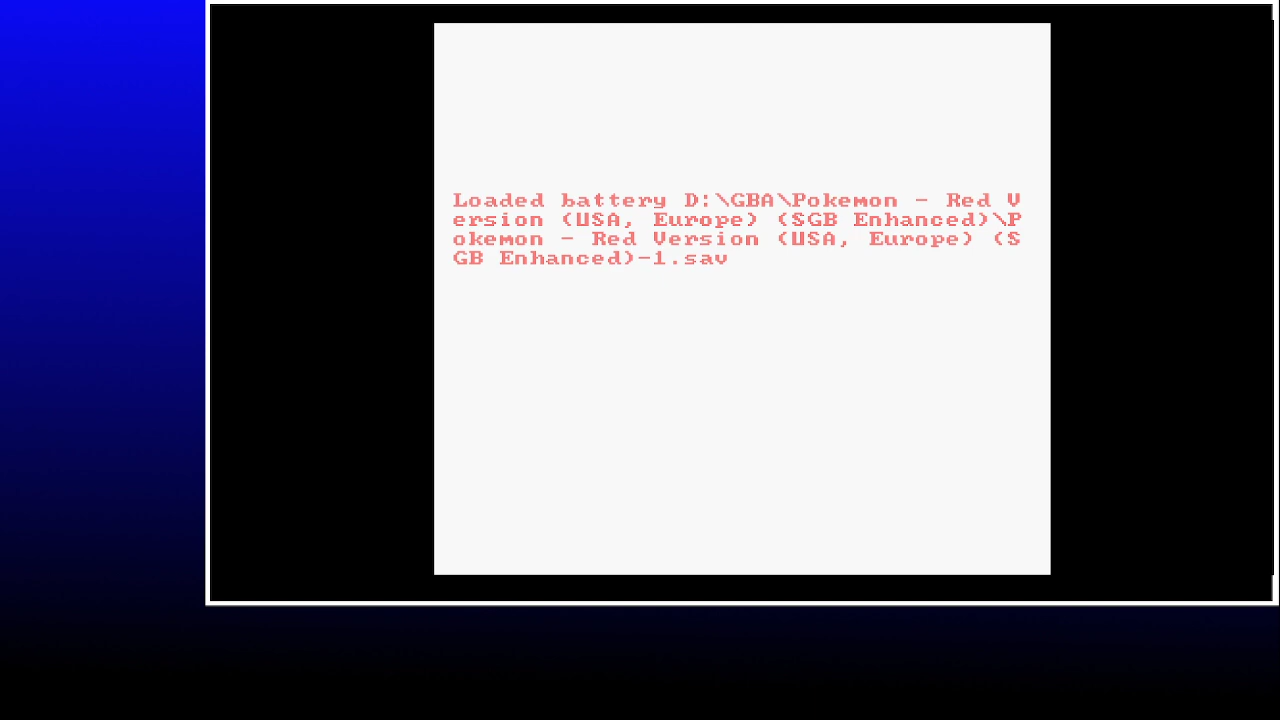 Loaded battery D:\GBA\Pokemon - Red V
ersion (USA, Europe) (SGB Enhanced)\P
okemon - Red Version (USA, Europe) (S
GB Enhanced)-1.sav